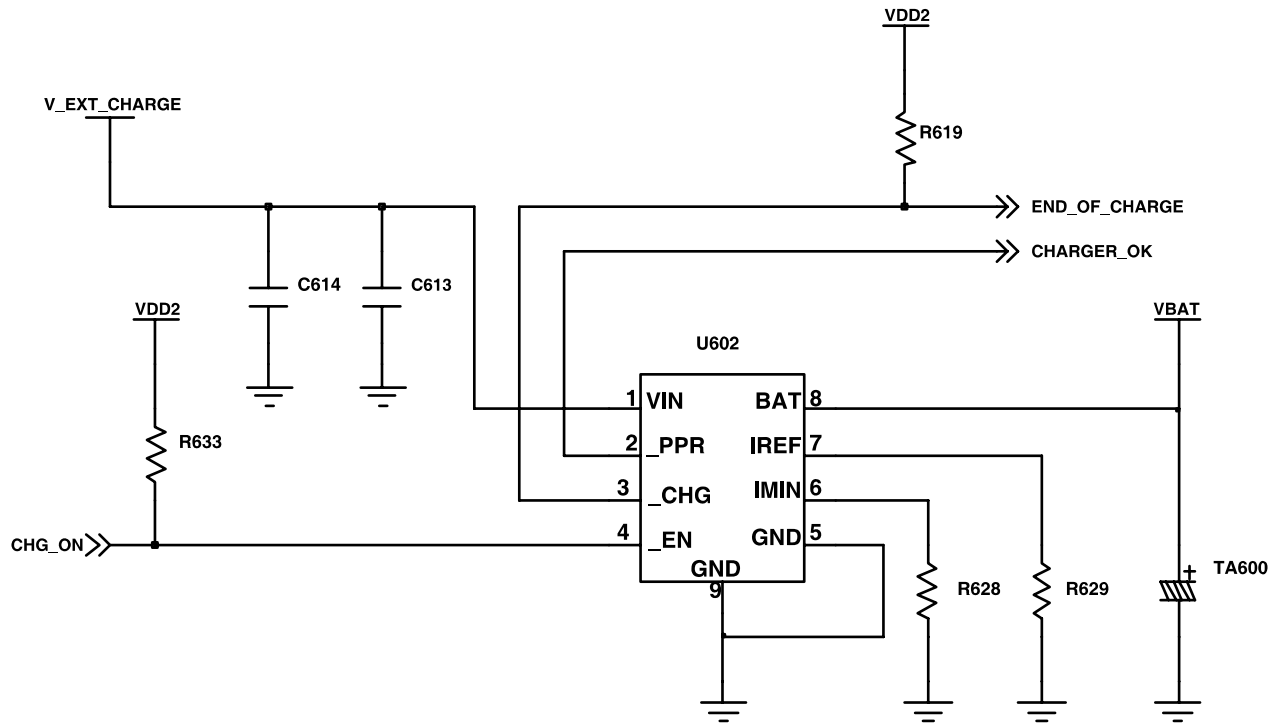 VDD2
V_EXT_CHARGE
R619
END_OF_CHARGE
CHARGER_OK
C614
C613
VDD2
VBAT
U602
1 VIN BAT 8
2 _PPR IREF 7
R633
3 _CHG IMIN 6
CHG_ON
4 _EN GND 5
GND
9
+
TA600
R628
R629